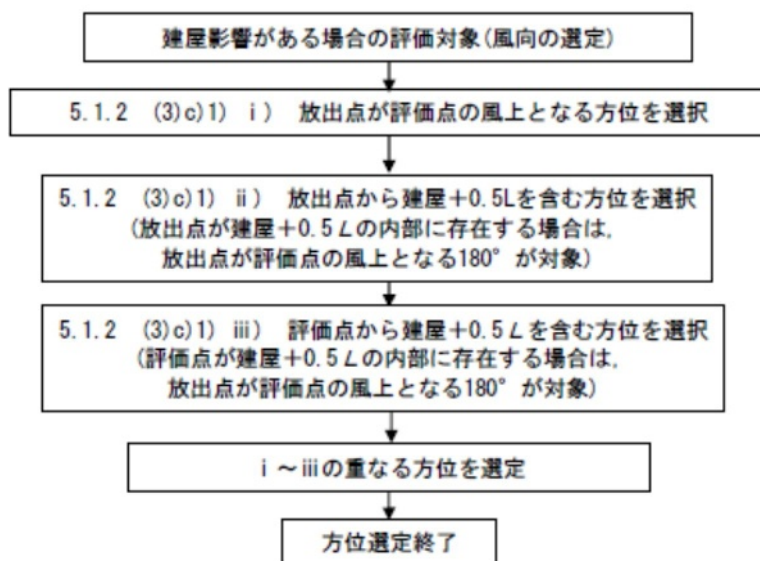 建屋影響がある場合の評価対象(風向の選定)
5.1.2 (3)c)1) ⅰ) 放出点が評価点の風上となる方位を選択
5.1.2 (3)c)1) ⅱ) 放出点から建屋+0.5Lを含む方位を選択
(放出点が建屋+0.5Lの内部に存在する場合は,
放出点が評価点の風上となる180°が対象)
5.1.2 (3)c)1) ⅲ) 評価点から建屋+0.5Lを含む方位を選択
(評価点が建屋+0.5Lの内部に存在する場合は,
放出点が評価点の風上となる180°が対象)
ⅰ~ⅲの重なる方位を選定
方位選定終了